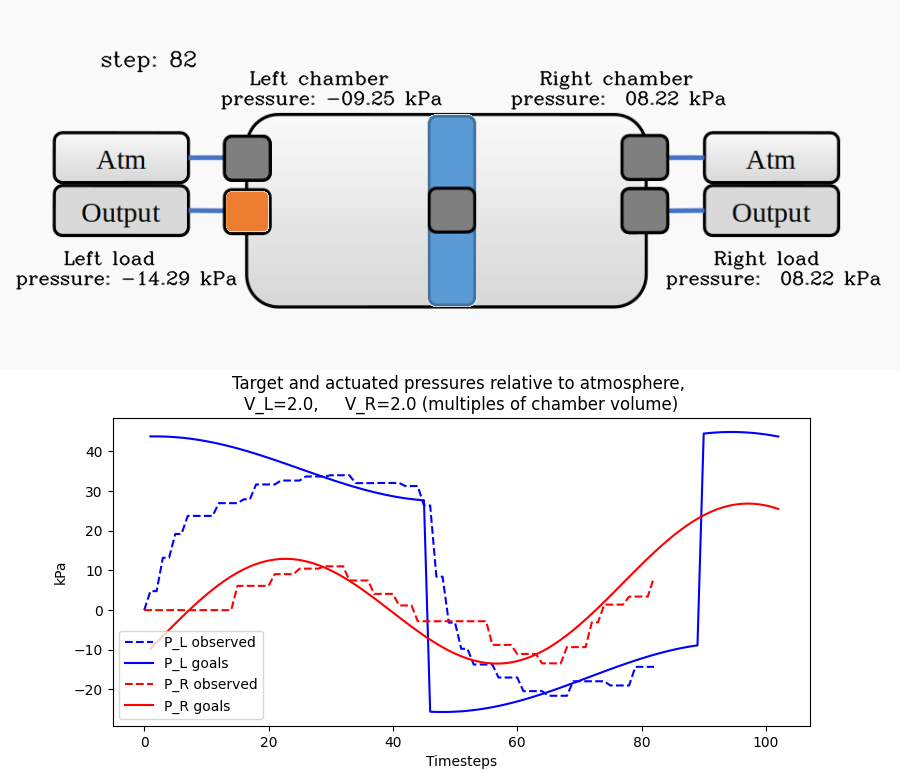 step: 82
Left chamber
pressure: −09.25 kPa
Right chamber
pressure: 08.22 kPa
Atm
Output
Atm
Output
Left load
pressure: −14.29 kPa
Right load
pressure: 08.22 kPa
Target and actuated pressures relative to atmosphere,
V_L=2.0, V_R=2.0 (multiples of chamber volume)
kPa
40
30
20
10
0
−10
−20
P_L observed
P_L goals
P_R observed
P_R goals
0 20 40 60 80 100
Timesteps